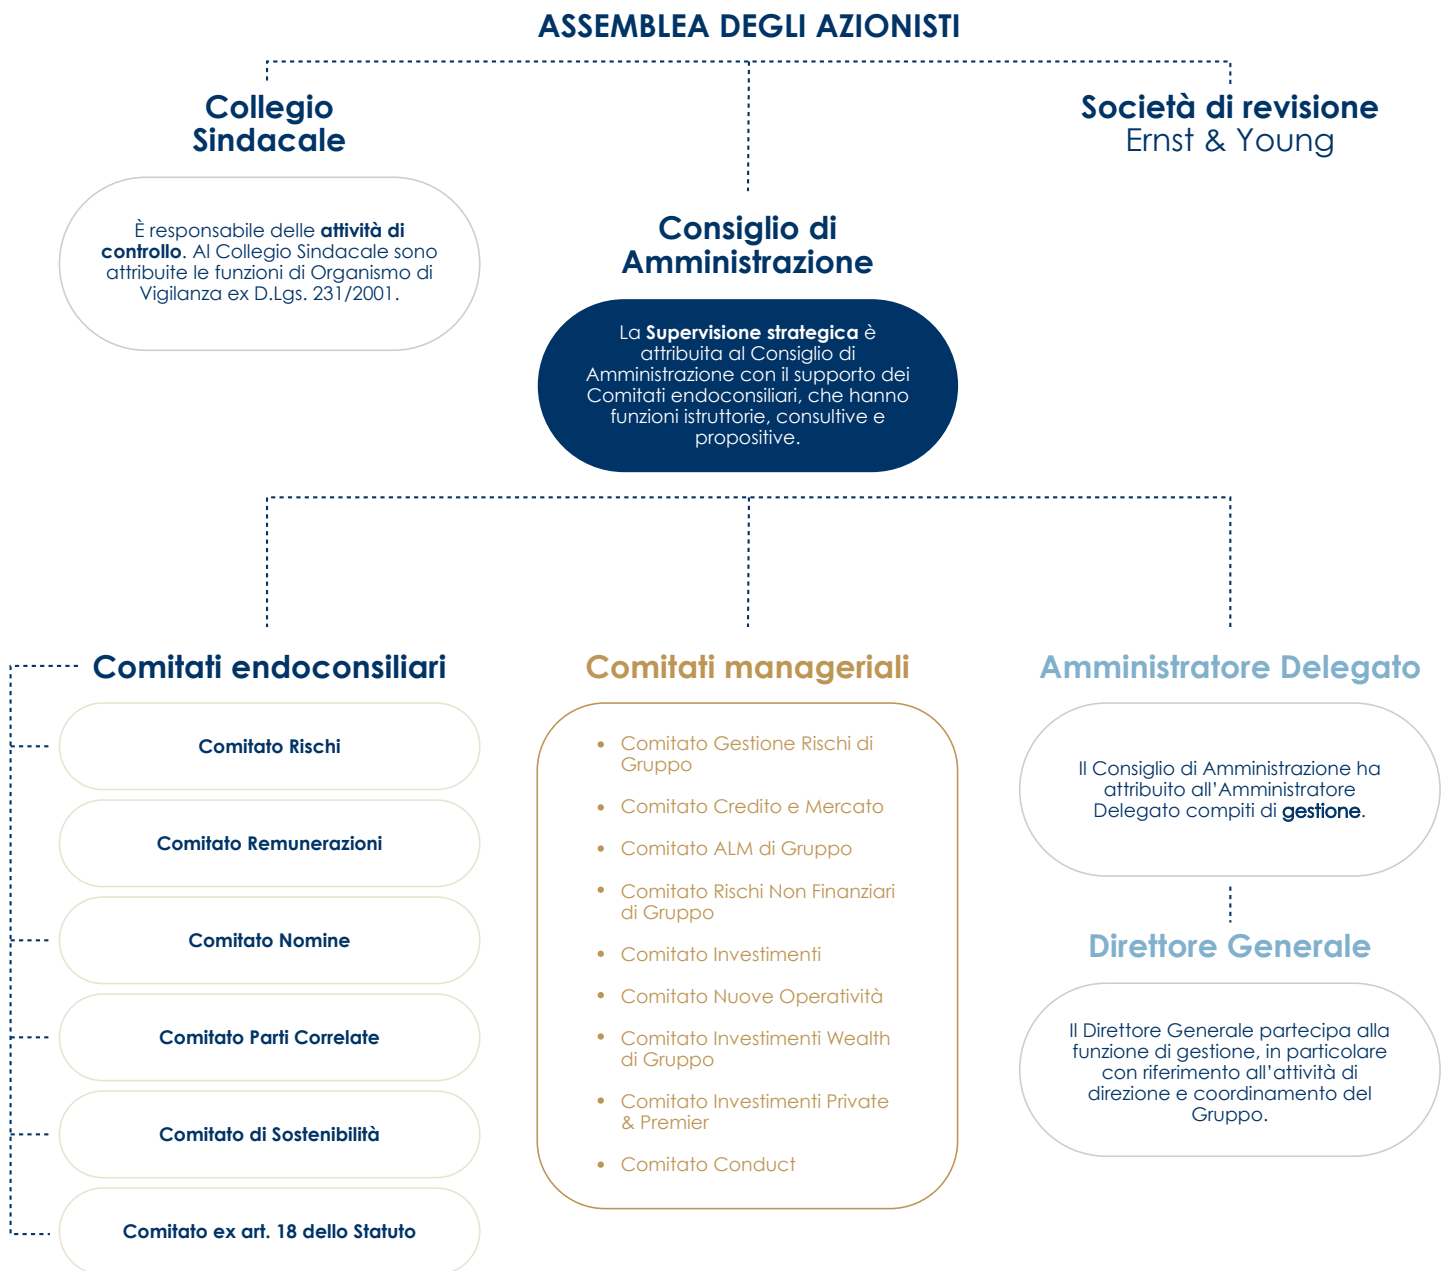 ASSEMBLEA DEGLI AZIONISTI
Collegio
Sindacale
È responsabile delle attività di
controllo. Al Collegio Sindacale sono
attribuite le funzioni di Organismo di
Vigilanza ex D.Lgs. 231/2001.
Società di revisione
Ernst & Young
Consiglio di
Amministrazione
La Supervisione strategica è
attribuita al Consiglio di
Amministrazione con il supporto dei
Comitati endoconsiliari, che hanno
funzioni istruttorie, consultive e
propositive.
Comitati endoconsiliari
Comitato Rischi
Comitato Remunerazioni
Comitato Nomine
Comitato Parti Correlate
Comitato di Sostenibilità
Comitato ex art. 18 dello Statuto
Comitati manageriali
• Comitato Gestione Rischi di
Gruppo
• Comitato Credito e Mercato
• Comitato ALM di Gruppo
• Comitato Rischi Non Finanziari
di Gruppo
• Comitato Investimenti
• Comitato Nuove Operatività
• Comitato Investimenti Wealth
di Gruppo
• Comitato Investimenti Private
& Premier
• Comitato Conduct
Amministratore Delegato
Il Consiglio di Amministrazione ha
attribuito all'Amministratore
Delegato compiti di gestione.
Direttore Generale
Il Direttore Generale partecipa alla
funzione di gestione, in particolare
con riferimento all'attività di
direzione e coordinamento del
Gruppo.